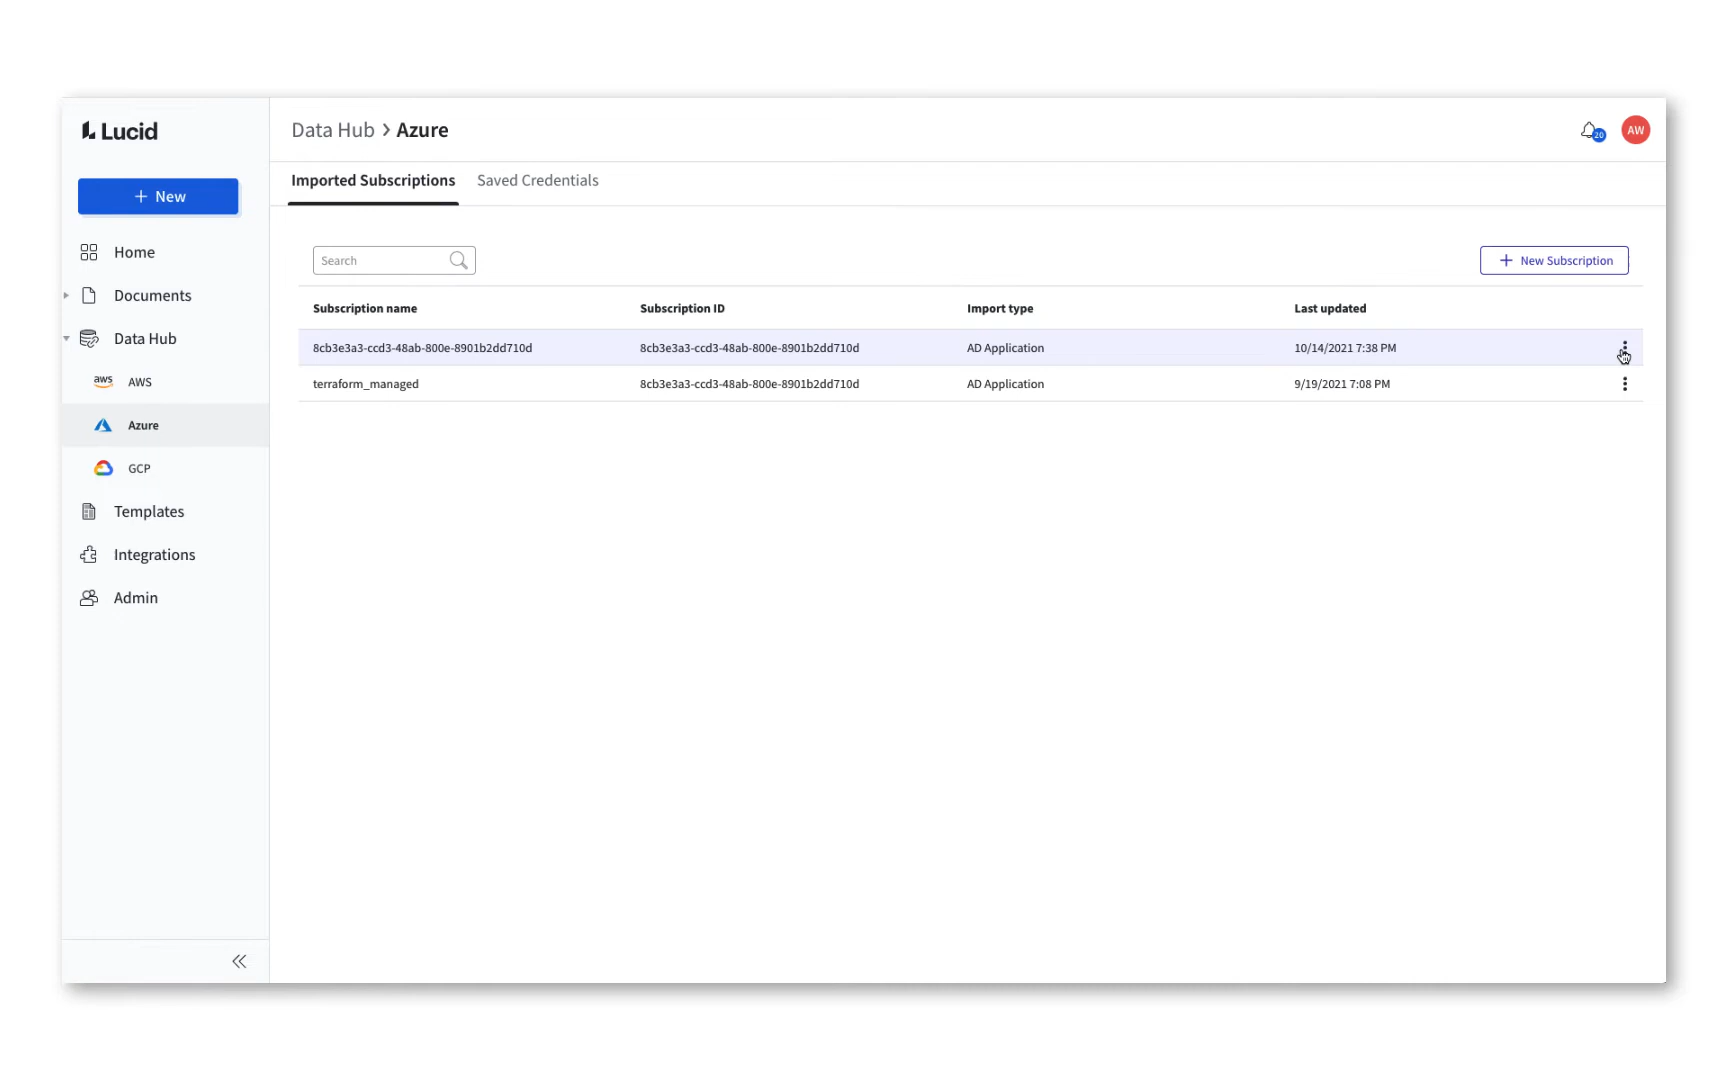 Lucid
Data Hub > Azure
20
AW
+ New
Imported Subscriptions
Saved Credentials
Home
Documents
Data Hub
aws AWS
Azure
GCP
Templates
Integrations
Admin
Search
+ New Subscription
Subscription name Subscription ID Import type Last updated
8cb3e3a3-ccd3-48ab-800e-8901b2dd710d 8cb3e3a3-ccd3-48ab-800e-8901b2dd710d AD Application 10/14/2021 7:38 PM
terraform_managed 8cb3e3a3-ccd3-48ab-800e-8901b2dd710d AD Application 9/19/2021 7:08 PM